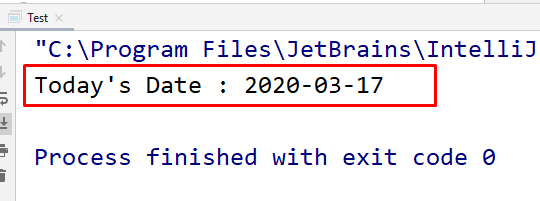 Test
"C:\Program Files\JetBrains\IntelliJ
Today's Date : 2020-03-17
Process finished with exit code 0